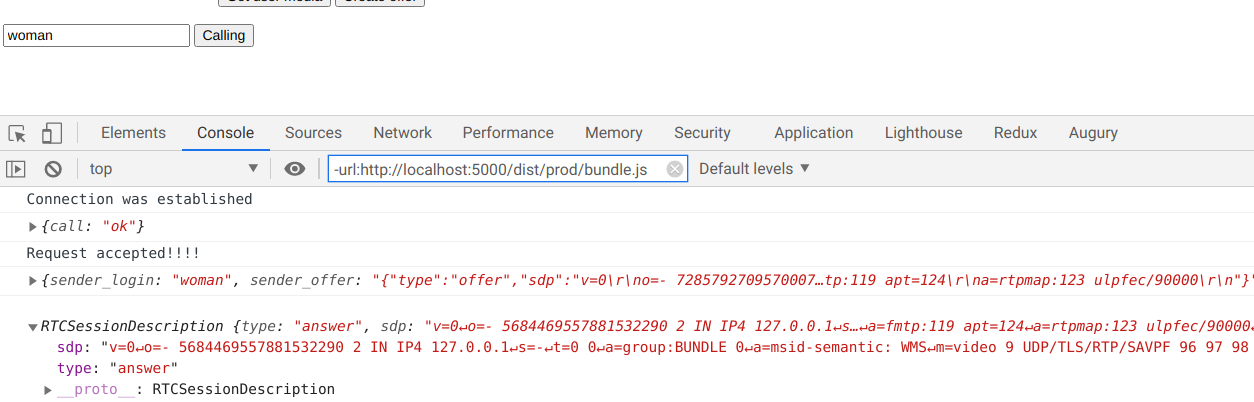 woman Calling
Elements Console Sources Network Performance Memory Security Application Lighthouse Redux Augury
top ▼ -url:http://localhost:5000/dist/prod/bundle.js Default levels ▼
Connection was established
▶{call: "ok"}
Request accepted!!!!
▶{sender_login: "woman", sender_offer: "{"type":"offer","sdp":"v=0\r\no=- 7285792709570007…tp:119 apt=124\r\na=rtpmap:123 ulpfec/90000\r\n"}"
▼RTCSessionDescription {type: "answer", sdp: "v=0↵o=- 5684469557881532290 2 IN IP4 127.0.0.1↵s…↵a=fmtp:119 apt=124↵a=rtpmap:123 ulpfec/90000
sdp: "v=0↵o=- 5684469557881532290 2 IN IP4 127.0.0.1↵s=-↵t=0 0↵a=group:BUNDLE 0↵a=msid-semantic: WMS↵m=video 9 UDP/TLS/RTP/SAVPF 96 97 98
type: "answer"
▶__proto__: RTCSessionDescription